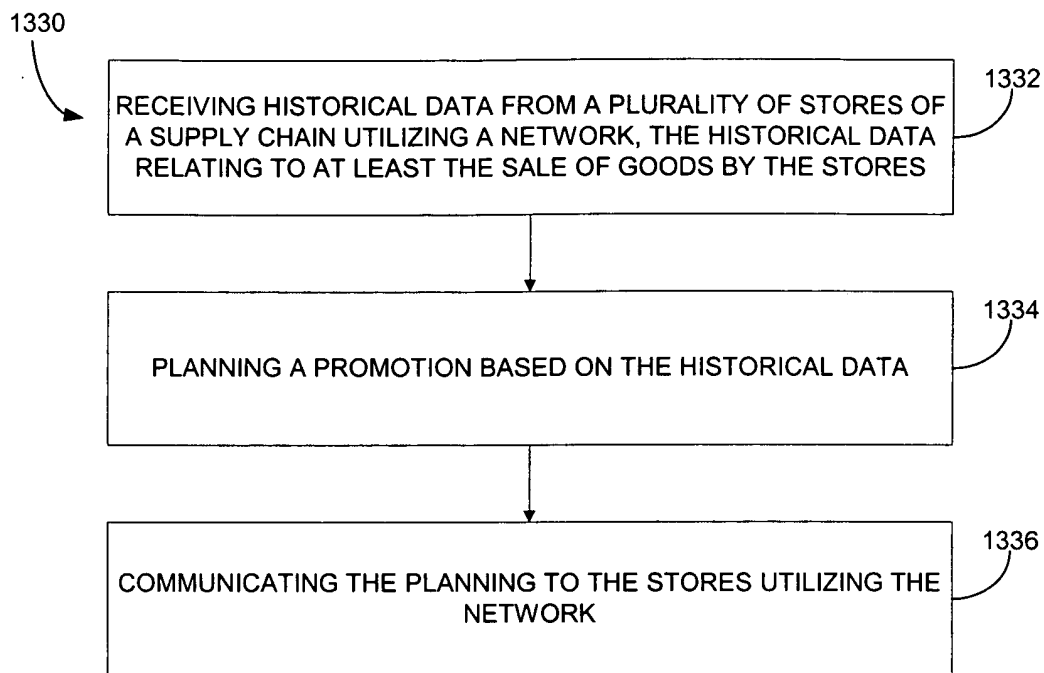 1330
1332
RECEIVING HISTORICAL DATA FROM A PLURALITY OF STORES OF
A SUPPLY CHAIN UTILIZING A NETWORK, THE HISTORICAL DATA
RELATING TO AT LEAST THE SALE OF GOODS BY THE STORES
1334
PLANNING A PROMOTION BASED ON THE HISTORICAL DATA
1336
COMMUNICATING THE PLANNING TO THE STORES UTILIZING THE
NETWORK